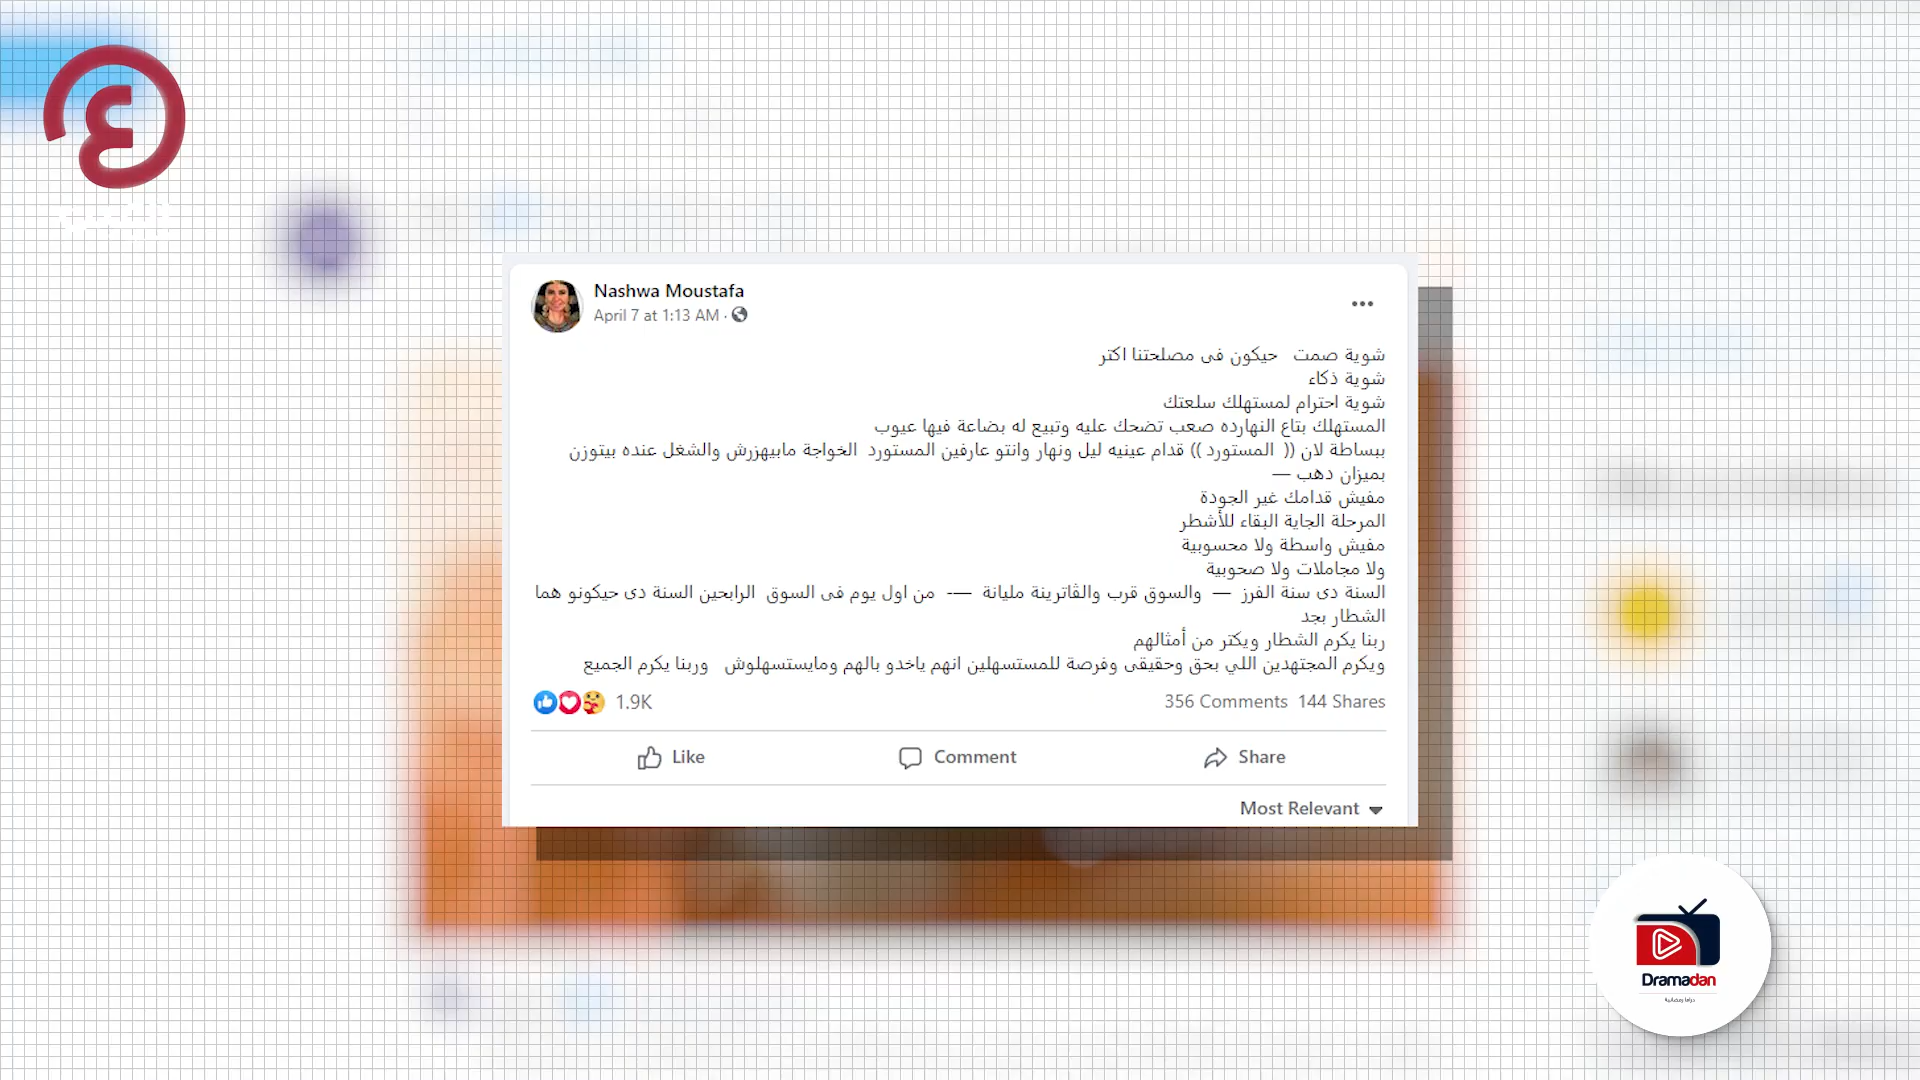 Nashwa Moustafa
April 7 at 1:13 AM ·
شوية صمت حيكون فى مصلحتنا اكتر
شوية ذكاء
شوية احترام لمستهلك سلعتك
المستهلك بتاع النهارده صعب تضحك عليه وتبيع له بضاعة فيها عيوب
ببساطة لان (( المستورد )) قدام عينيه ليل ونهار وانتو عارفين المستورد الخواجة مابيهزرش والشغل عنده بيتوزن
بميزان دهب —
مفيش قدامك غير الجودة
المرحلة الجاية البقاء للأشطر
مفيش واسطة ولا محسوبية
ولا مجاملات ولا صحوبية
السنة دى سنة الفرز — والسوق قرب والڤاترينة مليانة —- من اول يوم فى السوق الرابحين السنة دى حيكونو هما
الشطار بجد
ربنا يكرم الشطار ويكتر من أمثالهم
ويكرم المجتهدين اللي بحق وحقيقى وفرصة للمستسهلين انهم ياخدو بالهم ومايستسهلوش وربنا يكرم الجميع
1.9K 356 Comments 144 Shares
Like Comment Share
Most Relevant
Dramadan
دراما رمضانية